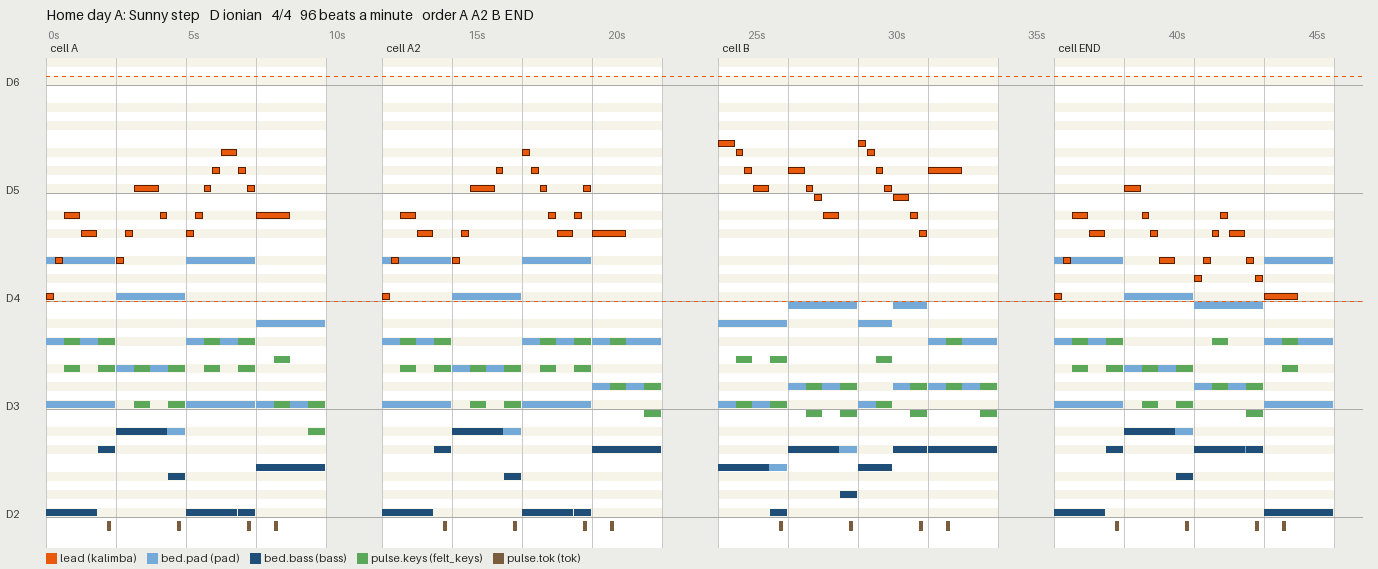 Home day A: Sunny step   D ionian   4/4   96 beats a minute   order A A2 B END
0s 5s 10s 15s 20s 25s 30s 35s 40s 45s
cell A cell A2 cell B cell END
D6
D5
D4
D3
D2
lead (kalimba) bed.pad (pad) bed.bass (bass) pulse.keys (felt_keys) pulse.tok (tok)